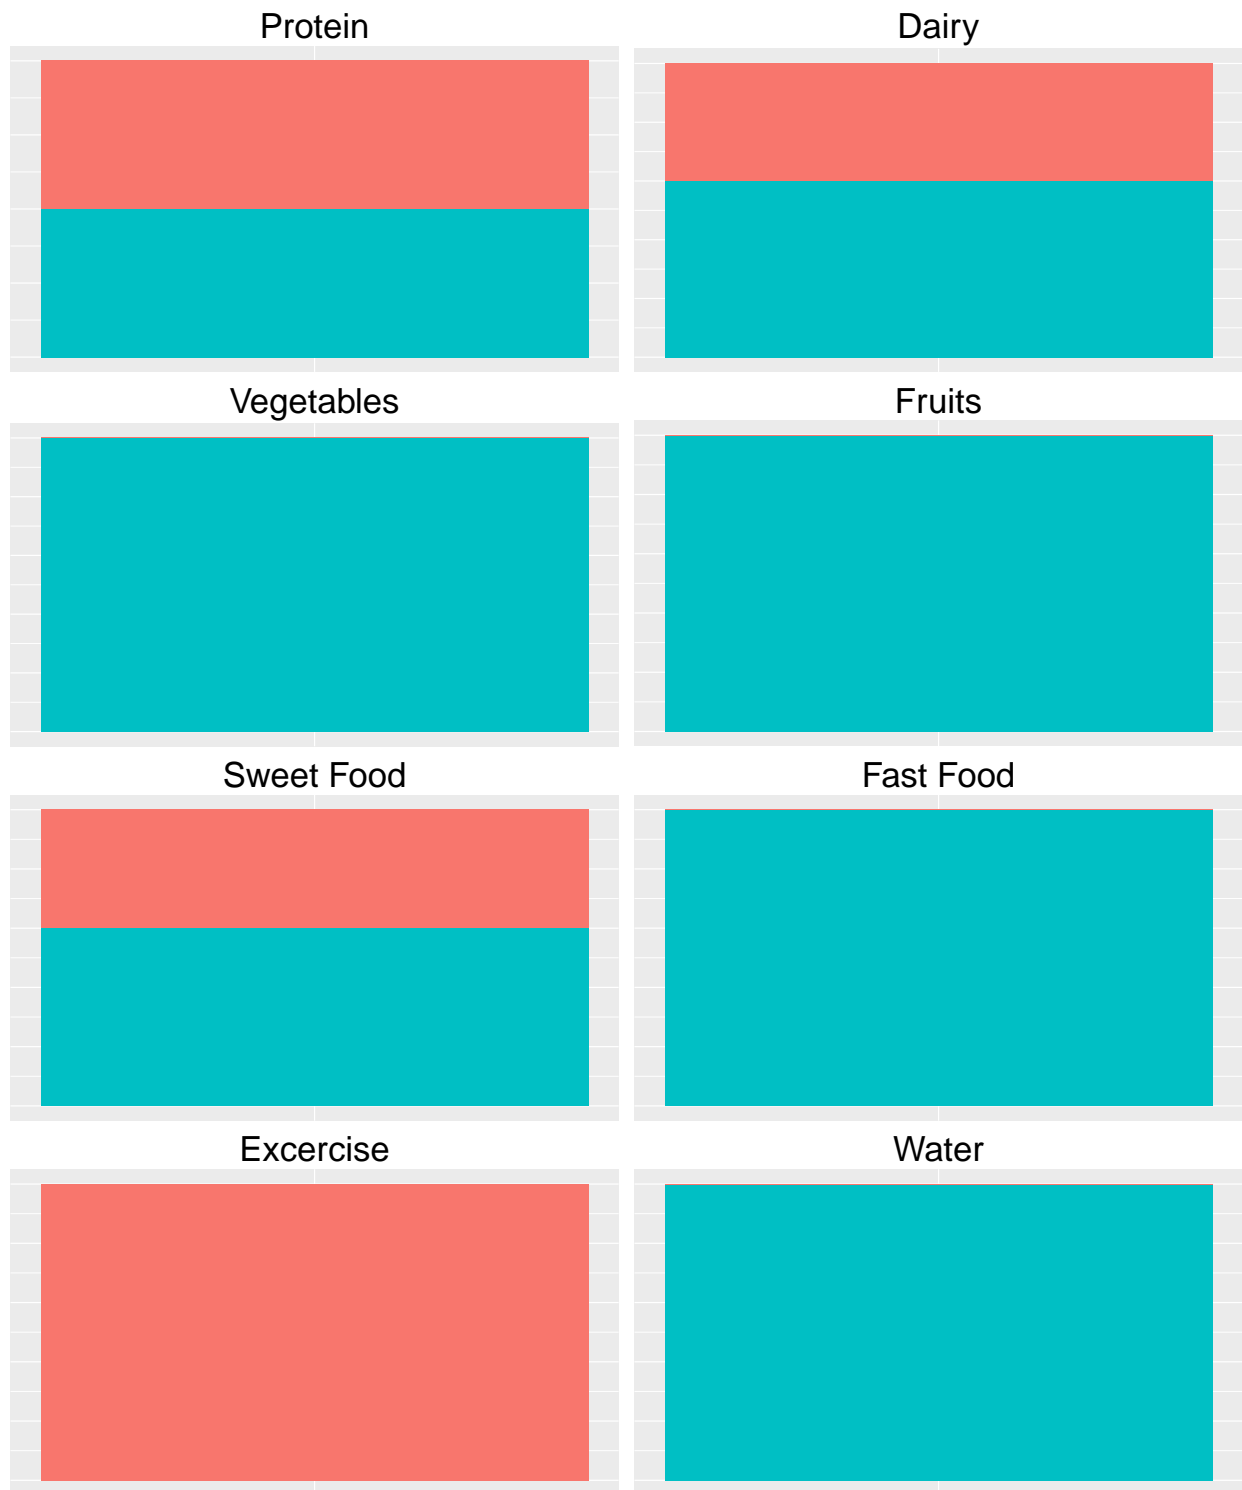 Protein
Dairy
Vegetables
Fruits
Sweet Food
Fast Food
Excercise
Water